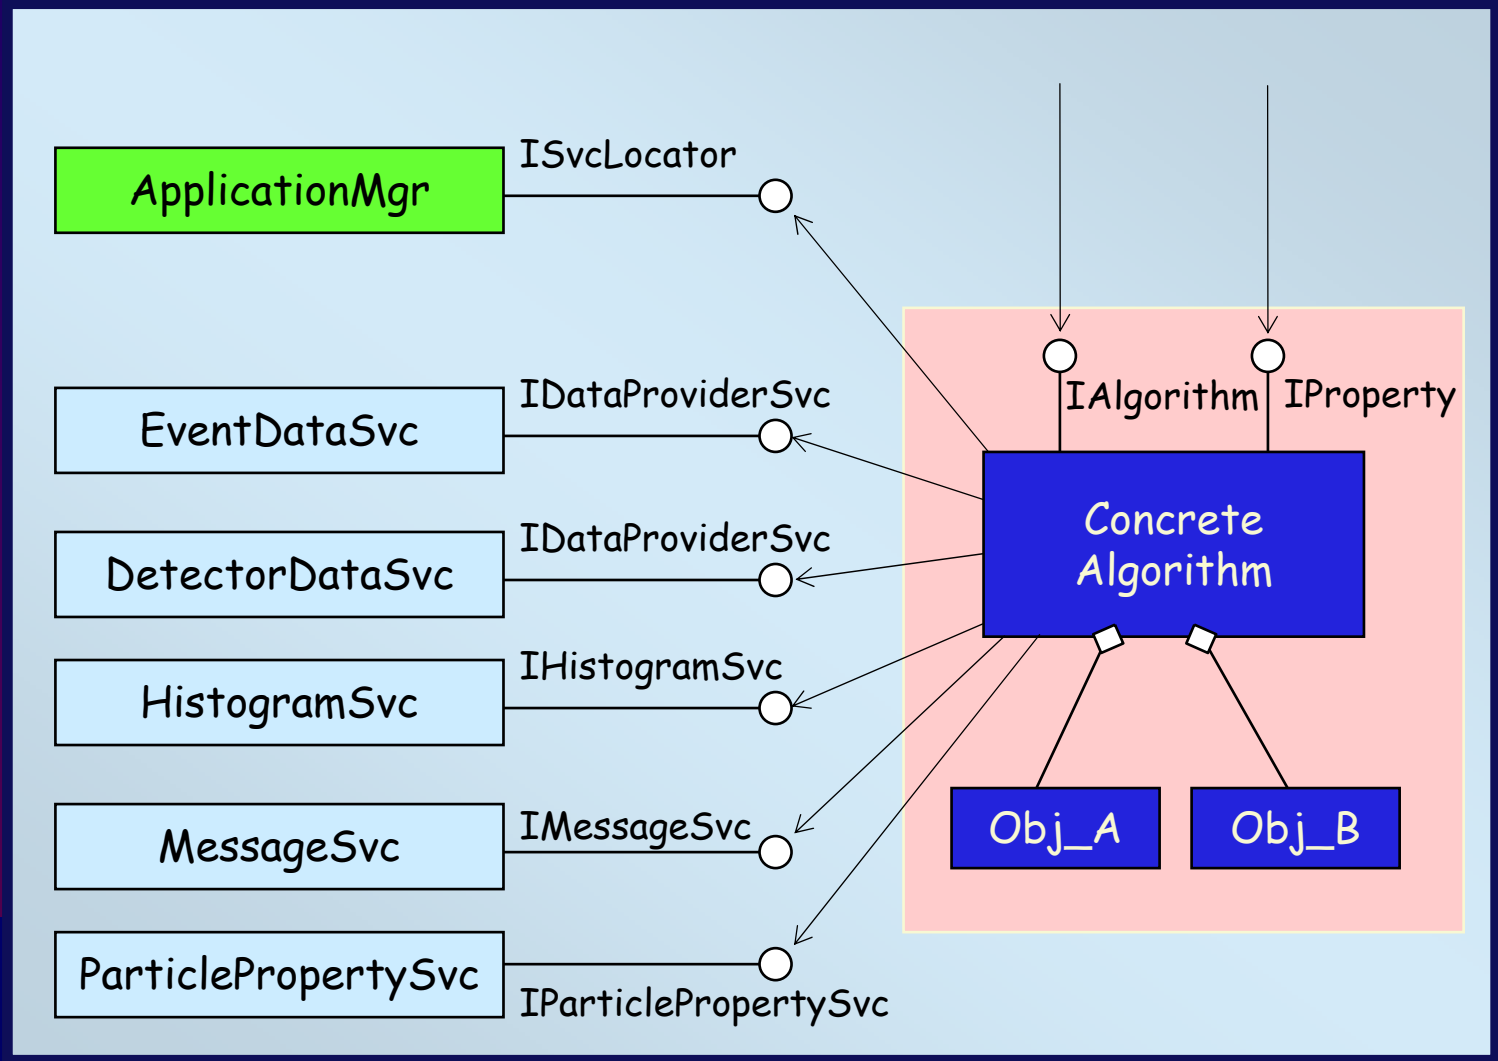 ISvcLocator
ApplicationMgr
IDataProviderSvc
IAlgorithm
IProperty
EventDataSvc
Concrete
Algorithm
IDataProviderSvc
DetectorDataSvc
IHistogramSvc
HistogramSvc
IMessageSvc
MessageSvc
Obj_A
Obj_B
ParticlePropertySvc
IParticlePropertySvc